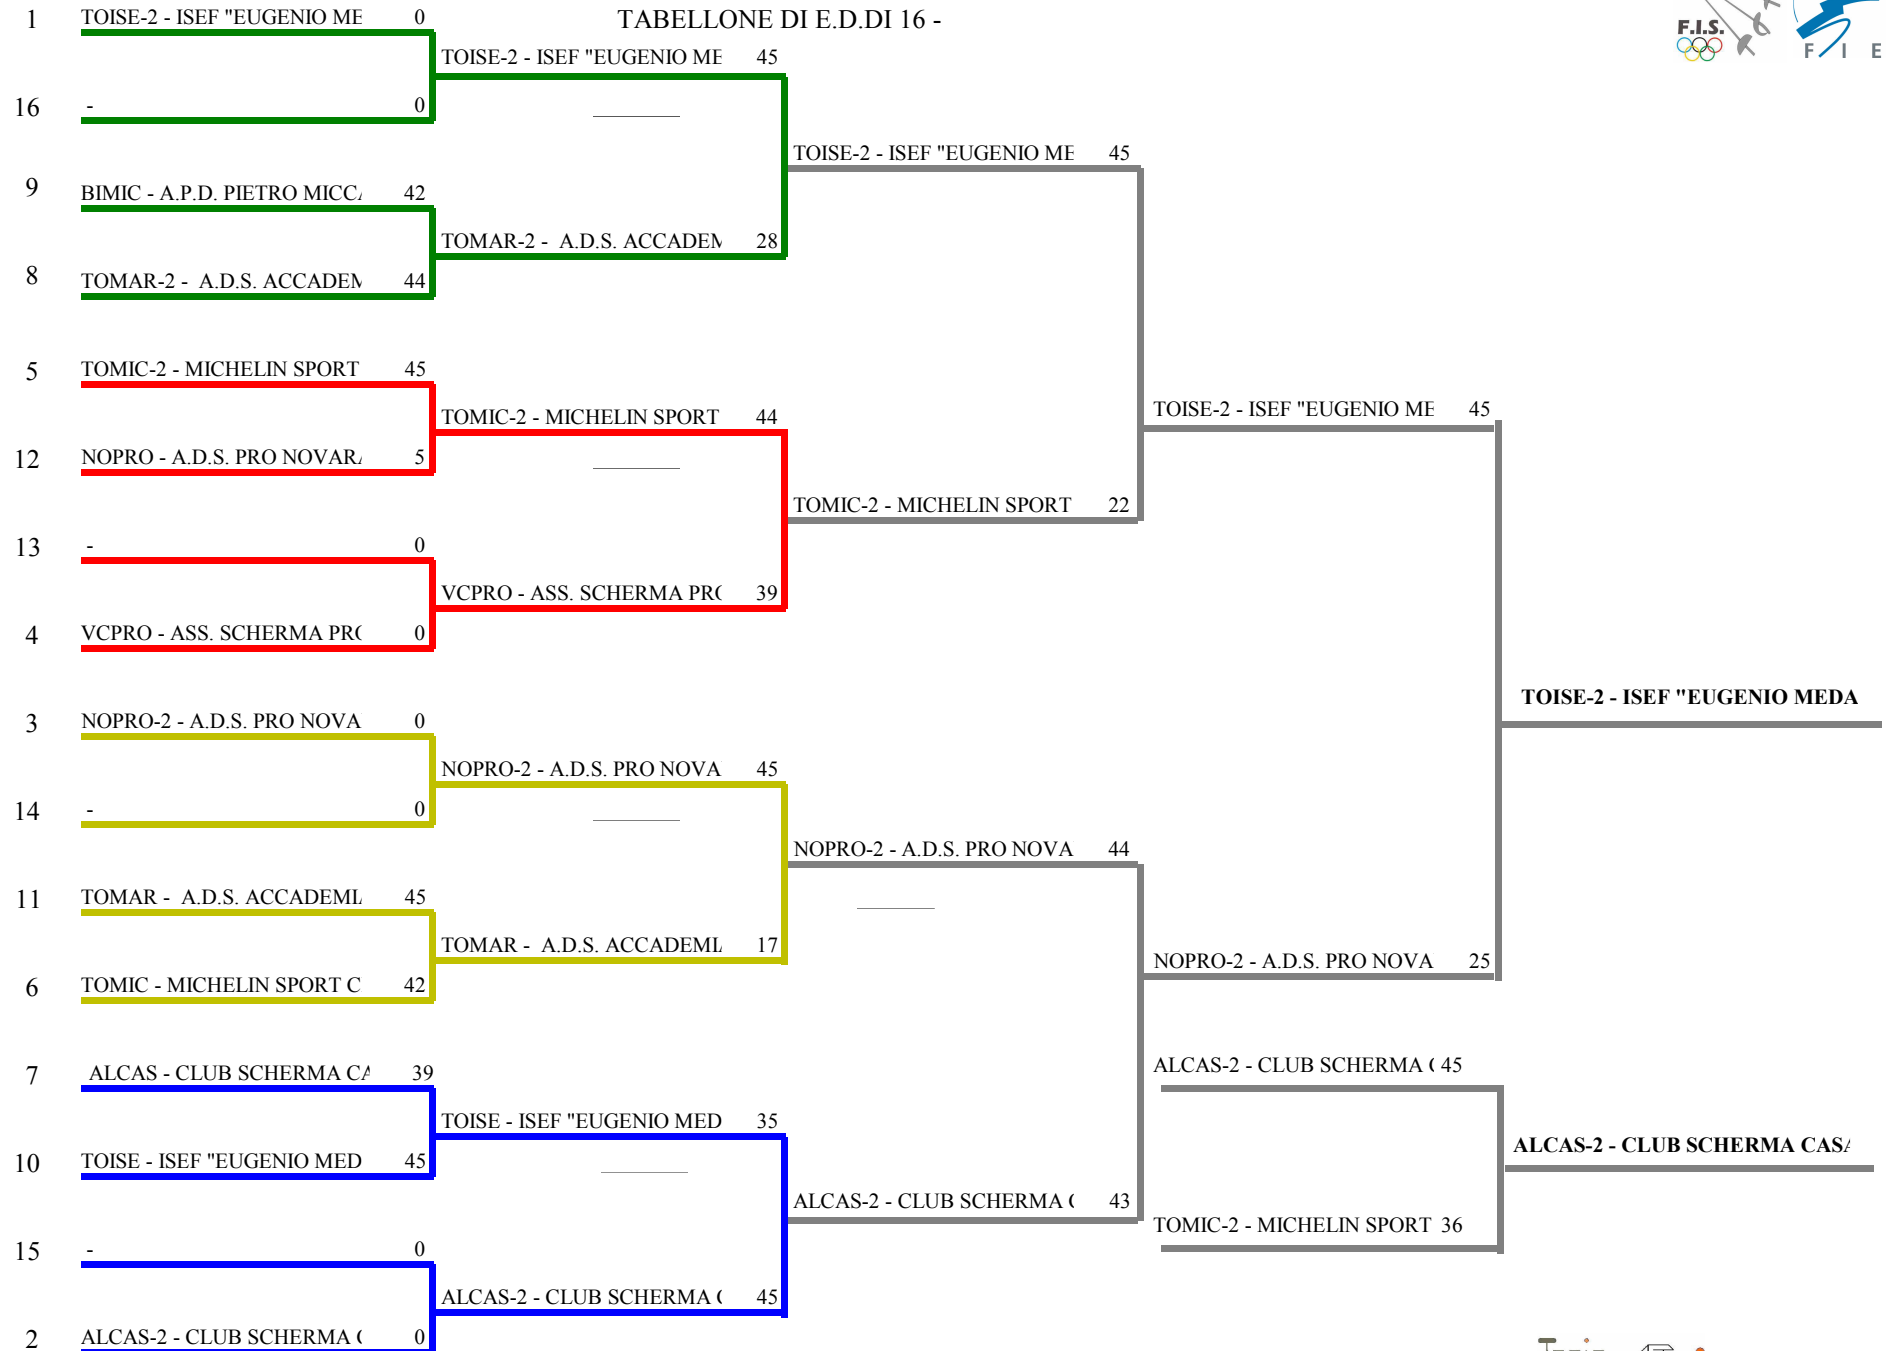 TABELLONE DI E.D.DI 16 -
F.I.S.
F I E
1 TOISE-2 - ISEF "EUGENIO ME 0
TOISE-2 - ISEF "EUGENIO ME 45
16 - 0
TOISE-2 - ISEF "EUGENIO ME 45
9 BIMIC - A.P.D. PIETRO MICC 42
TOMAR-2 - A.D.S. ACCADEM 28
8 TOMAR-2 - A.D.S. ACCADEM 44
5 TOMIC-2 - MICHELIN SPORT 45
TOISE-2 - ISEF "EUGENIO ME 45
TOMIC-2 - MICHELIN SPORT 44
12 NOPRO - A.D.S. PRO NOVARA 5
TOMIC-2 - MICHELIN SPORT 22
13 - 0
VCPRO - ASS. SCHERMA PRO 39
4 VCPRO - ASS. SCHERMA PRO 0
TOISE-2 - ISEF "EUGENIO MEDA
3 NOPRO-2 - A.D.S. PRO NOVA 0
NOPRO-2 - A.D.S. PRO NOVA 45
14 - 0
NOPRO-2 - A.D.S. PRO NOVA 44
11 TOMAR - A.D.S. ACCADEMI 45
TOMAR - A.D.S. ACCADEMI 17
NOPRO-2 - A.D.S. PRO NOVA 25
6 TOMIC - MICHELIN SPORT C 42
ALCAS-2 - CLUB SCHERMA C 45
7 ALCAS - CLUB SCHERMA CA 39
TOISE - ISEF "EUGENIO MED 35
ALCAS-2 - CLUB SCHERMA CASA
10 TOISE - ISEF "EUGENIO MED 45
ALCAS-2 - CLUB SCHERMA C 43
TOMIC-2 - MICHELIN SPORT 36
15 - 0
ALCAS-2 - CLUB SCHERMA C 45
2 ALCAS-2 - CLUB SCHERMA C 0